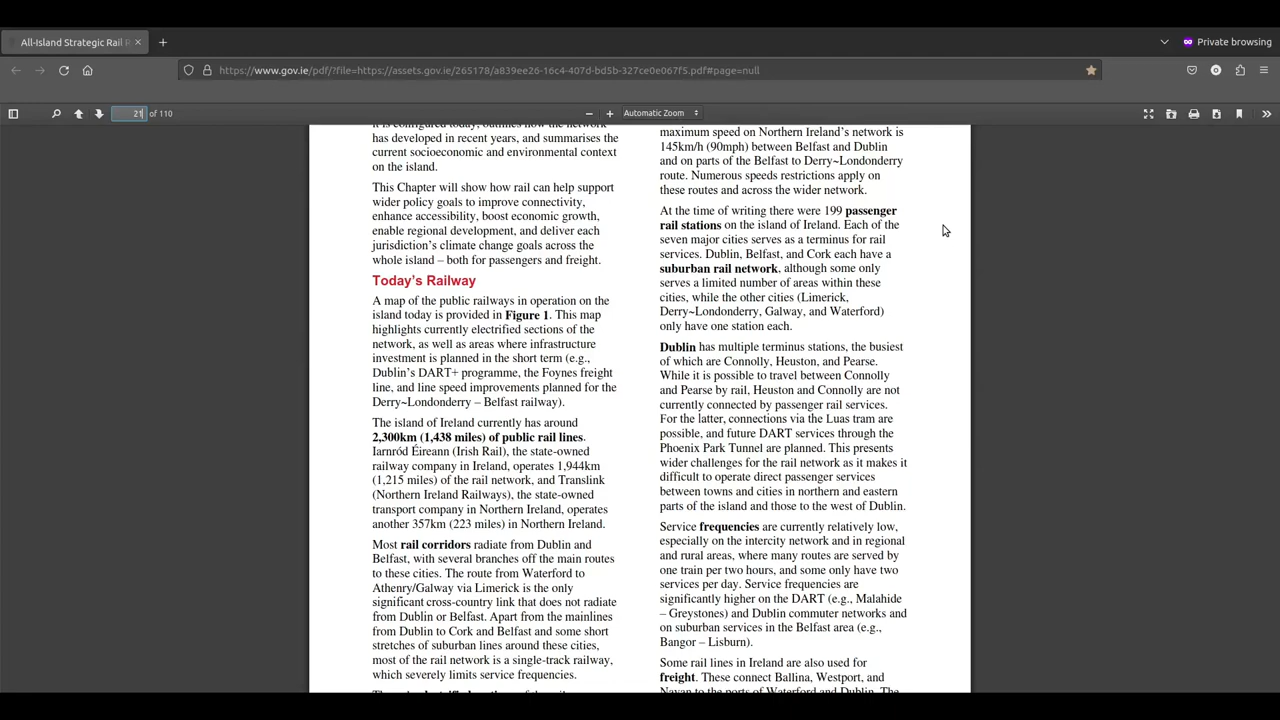 All-Island Strategic Rail R
Private browsing
https://www.gov.ie/pdf/?file=https://assets.gov.ie/265178/a839ee26-16c4-407d-bd5b-327ce0e067f5.pdf#page=null
21 of 110
Automatic Zoom
it is configured today, outlines how the network
has developed in recent years, and summarises the
current socioeconomic and environmental context
on the island.
This Chapter will show how rail can help support
wider policy goals to improve connectivity,
enhance accessibility, boost economic growth,
enable regional development, and deliver each
jurisdiction's climate change goals across the
whole island – both for passengers and freight.
Today's Railway
A map of the public railways in operation on the
island today is provided in Figure 1. This map
highlights currently electrified sections of the
network, as well as areas where infrastructure
investment is planned in the short term (e.g.,
Dublin's DART+ programme, the Foynes freight
line, and line speed improvements planned for the
Derry~Londonderry – Belfast railway).
The island of Ireland currently has around
2,300km (1,438 miles) of public rail lines.
Iarnród Éireann (Irish Rail), the state-owned
railway company in Ireland, operates 1,944km
(1,215 miles) of the rail network, and Translink
(Northern Ireland Railways), the state-owned
transport company in Northern Ireland, operates
another 357km (223 miles) in Northern Ireland.
Most rail corridors radiate from Dublin and
Belfast, with several branches off the main routes
to these cities. The route from Waterford to
Athenry/Galway via Limerick is the only
significant cross-country link that does not radiate
from Dublin or Belfast. Apart from the mainlines
from Dublin to Cork and Belfast and some short
stretches of suburban lines around these cities,
most of the rail network is a single-track railway,
which severely limits service frequencies.
maximum speed on Northern Ireland's network is
145km/h (90mph) between Belfast and Dublin
and on parts of the Belfast to Derry~Londonderry
route. Numerous speeds restrictions apply on
these routes and across the wider network.
At the time of writing there were 199 passenger
rail stations on the island of Ireland. Each of the
seven major cities serves as a terminus for rail
services. Dublin, Belfast, and Cork each have a
suburban rail network, although some only
serves a limited number of areas within these
cities, while the other cities (Limerick,
Derry~Londonderry, Galway, and Waterford)
only have one station each.
Dublin has multiple terminus stations, the busiest
of which are Connolly, Heuston, and Pearse.
While it is possible to travel between Connolly
and Pearse by rail, Heuston and Connolly are not
currently connected by passenger rail services.
For the latter, connections via the Luas tram are
possible, and future DART services through the
Phoenix Park Tunnel are planned. This presents
wider challenges for the rail network as it makes it
difficult to operate direct passenger services
between towns and cities in northern and eastern
parts of the island and those to the west of Dublin.
Service frequencies are currently relatively low,
especially on the intercity network and in regional
and rural areas, where many routes are served by
one train per two hours, and some only have two
services per day. Service frequencies are
significantly higher on the DART (e.g., Malahide
– Greystones) and Dublin commuter networks and
on suburban services in the Belfast area (e.g.,
Bangor – Lisburn).
Some rail lines in Ireland are also used for
freight. These connect Ballina, Westport, and
Navan to the ports of Waterford and Dublin. The